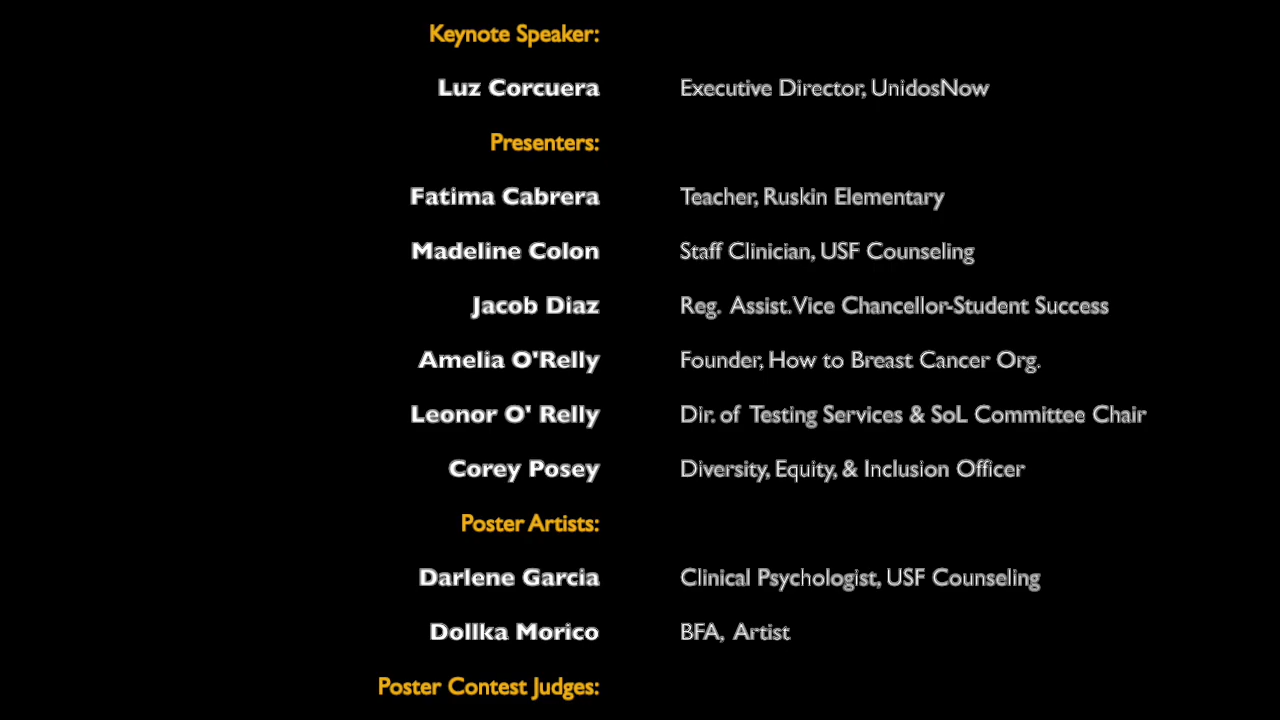 Keynote Speaker:
Luz Corcuera Executive Director, UnidosNow
Presenters:
Fatima Cabrera Teacher, Ruskin Elementary
Madeline Colon Staff Clinician, USF Counseling
Jacob Diaz Reg. Assist. Vice Chancellor-Student Success
Amelia O'Relly Founder, How to Breast Cancer Org.
Leonor O' Relly Dir. of Testing Services & SoL Committee Chair
Corey Posey Diversity, Equity, & Inclusion Officer
Poster Artists:
Darlene Garcia Clinical Psychologist, USF Counseling
Dollka Morico BFA, Artist
Poster Contest Judges: